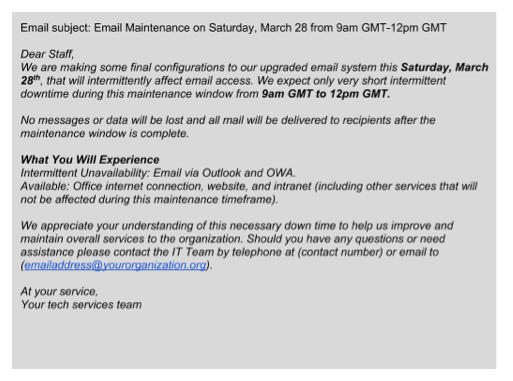 Email subject: Email Maintenance on Saturday, March 28 from 9am GMT-12pm GMT
Dear Staff,
We are making some final configurations to our upgraded email system this Saturday, March
28th, that will intermittently affect email access. We expect only very short intermittent
downtime during this maintenance window from 9am GMT to 12pm GMT.
No messages or data will be lost and all mail will be delivered to recipients after the
maintenance window is complete.
What You Will Experience
Intermittent Unavailability: Email via Outlook and OWA.
Available: Office internet connection, website, and intranet (including other services that will
not be affected during this maintenance timeframe).
We appreciate your understanding of this necessary down time to help us improve and
maintain overall services to the organization. Should you have any questions or need
assistance please contact the IT Team by telephone at (contact number) or email to
(emailaddress@yourorganization.org).
At your service,
Your tech services team